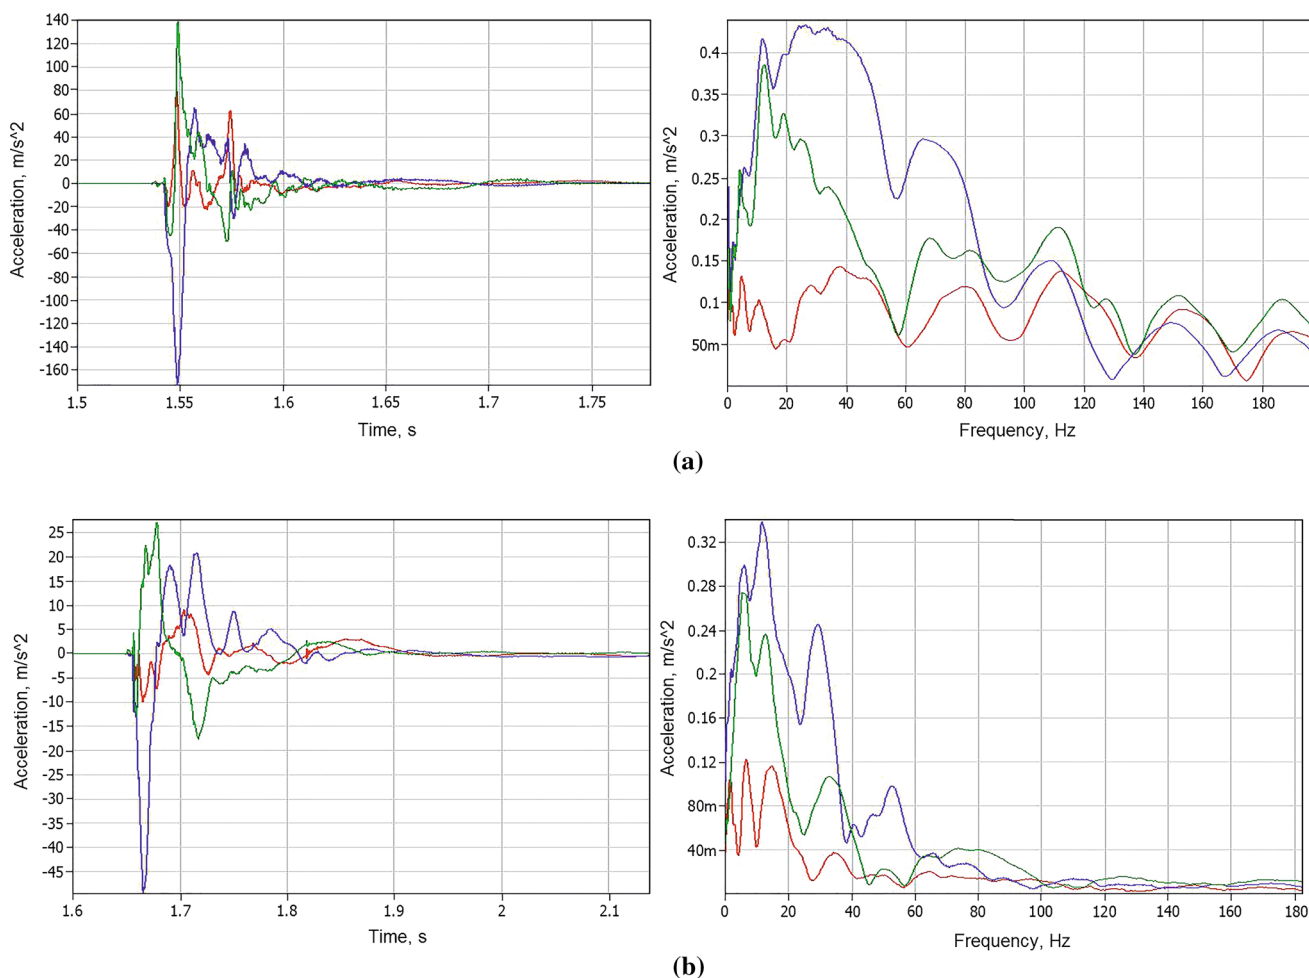 140
120
100
80
60
40
20
0
-20
-40
-60
-80
-100
-120
-140
-160
Acceleration, m/s^2
1.5 1.55 1.6 1.65 1.7 1.75
Time, s
0.4
0.35
0.3
0.25
0.2
0.15
0.1
50m
Acceleration, m/s^2
0 20 40 60 80 100 120 140 160 180
Frequency, Hz
(a)
25
20
15
10
5
0
-5
-10
-15
-20
-25
-30
-35
-40
-45
Acceleration, m/s^2
1.6 1.7 1.8 1.9 2 2.1
Time, s
0.32
0.28
0.24
0.2
0.16
0.12
80m
40m
Acceleration, m/s^2
0 20 40 60 80 100 120 140 160 180
Frequency, Hz
(b)